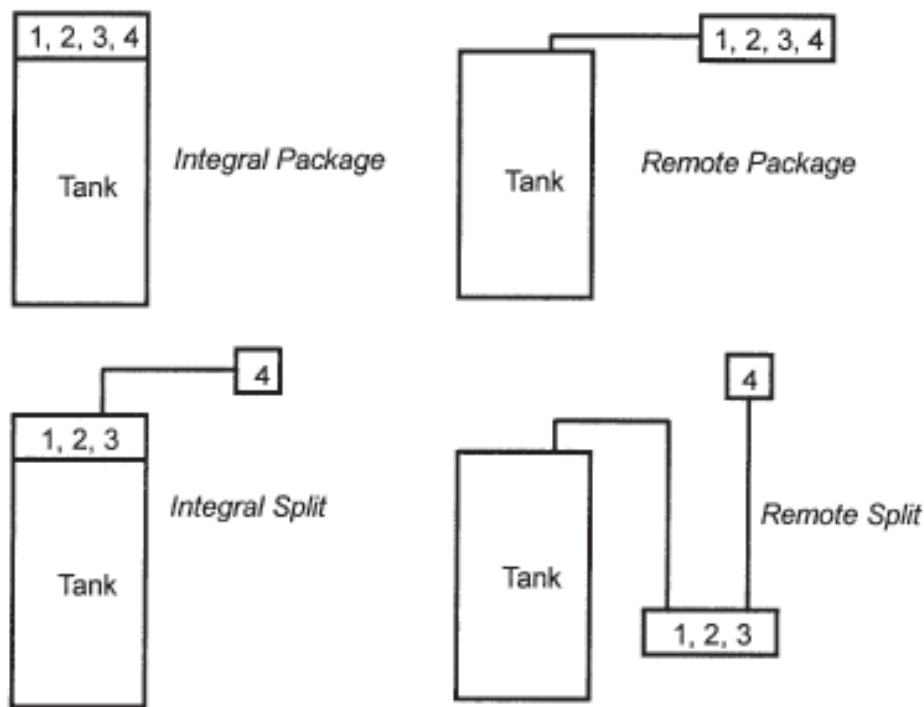 1, 2, 3, 4
Tank
Integral Package
1, 2, 3, 4
Tank
Remote Package
4
1, 2, 3
Tank
Integral Split
4
Tank
1, 2, 3
Remote Split